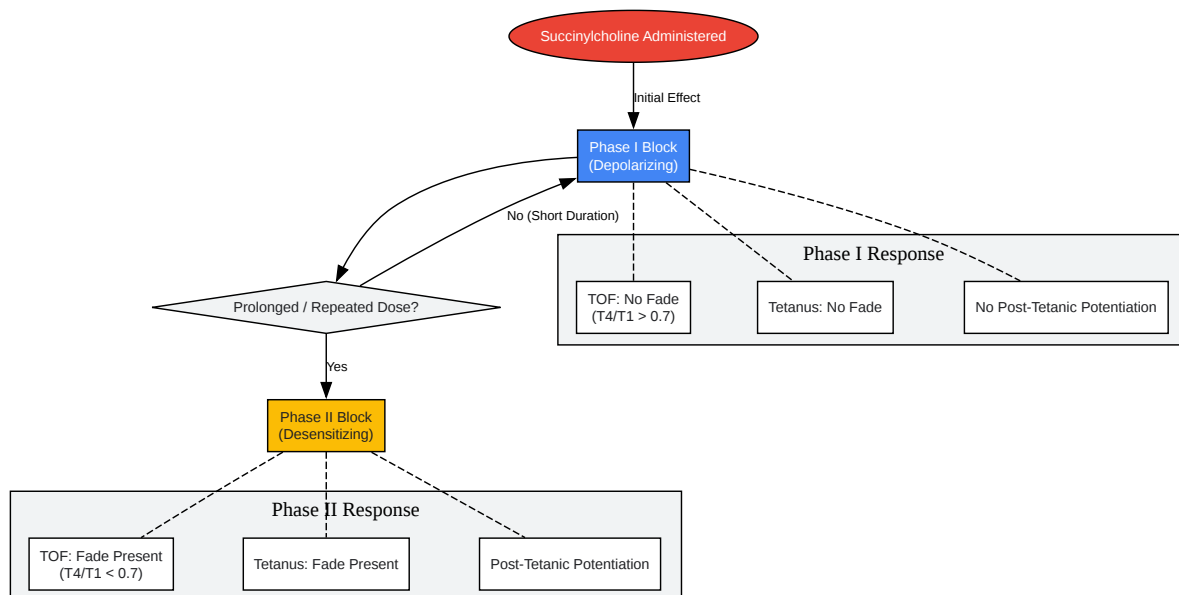 Succinylcholine Administered
Initial Effect
Phase I Block
(Depolarizing)
No (Short Duration)
Phase I Response
TOF: No Fade
(T4/T1 > 0.7)
Tetanus: No Fade
No Post-Tetanic Potentiation
Prolonged / Repeated Dose?
Yes
Phase II Block
(Desensitizing)
Phase II Response
TOF: Fade Present
(T4/T1 < 0.7)
Tetanus: Fade Present
Post-Tetanic Potentiation